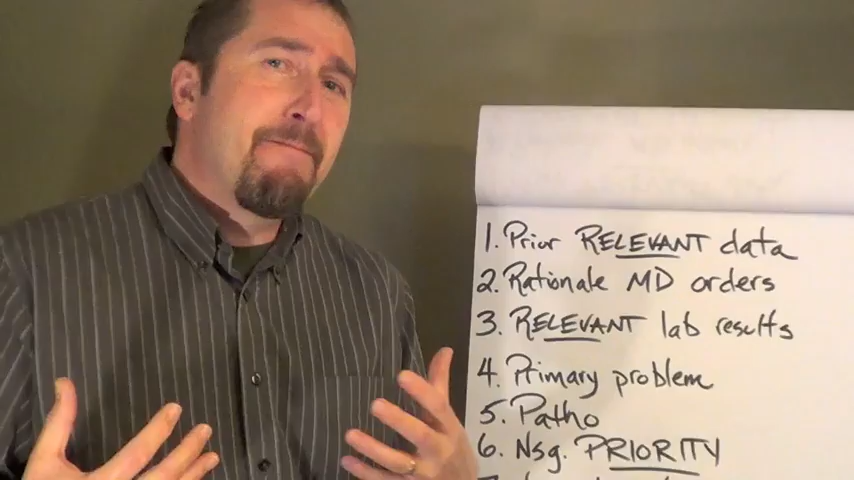 1. Prior RELEVANT data
2. Rationale MD orders
3. RELEVANT lab results
4. Primary problem
5. Patho
6. Nsg. PRIORITY